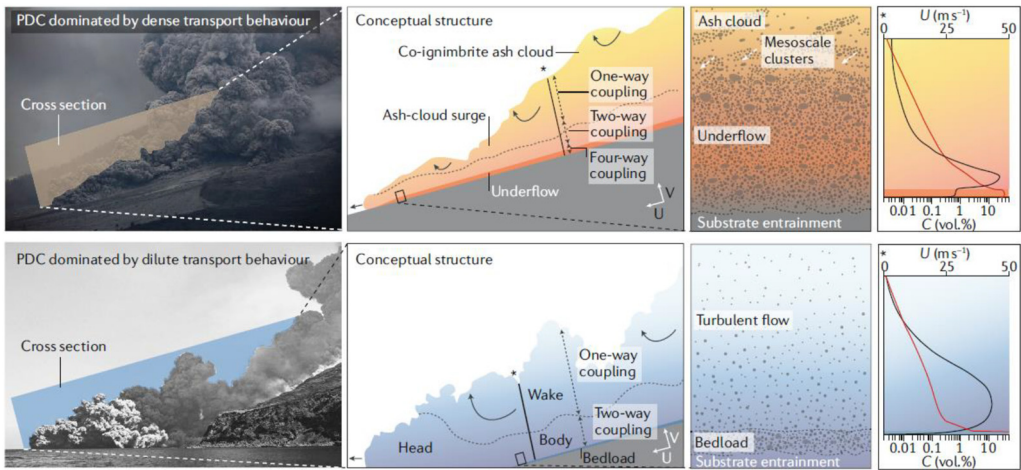 PDC dominated by dense transport behaviour
Cross section
Conceptual structure
Co-ignimbrite ash cloud
*
One-way
coupling
Ash-cloud surge
Two-way
coupling
Four-way
coupling
Underflow
V
U
Ash cloud
Mesoscale
clusters
Underflow
Substrate entrainment
* U (m s⁻¹)
0 25 50
0.01 0.1 1 10
C (vol.%)
PDC dominated by dilute transport behaviour
Cross section
Conceptual structure
One-way
coupling
*
Wake
Two-way
coupling
Head
Body
Bedload
V
U
Turbulent flow
Bedload
Substrate entrainment
* U (m s⁻¹)
0 25 50
0.01 0.1 1 10
C (vol.%)